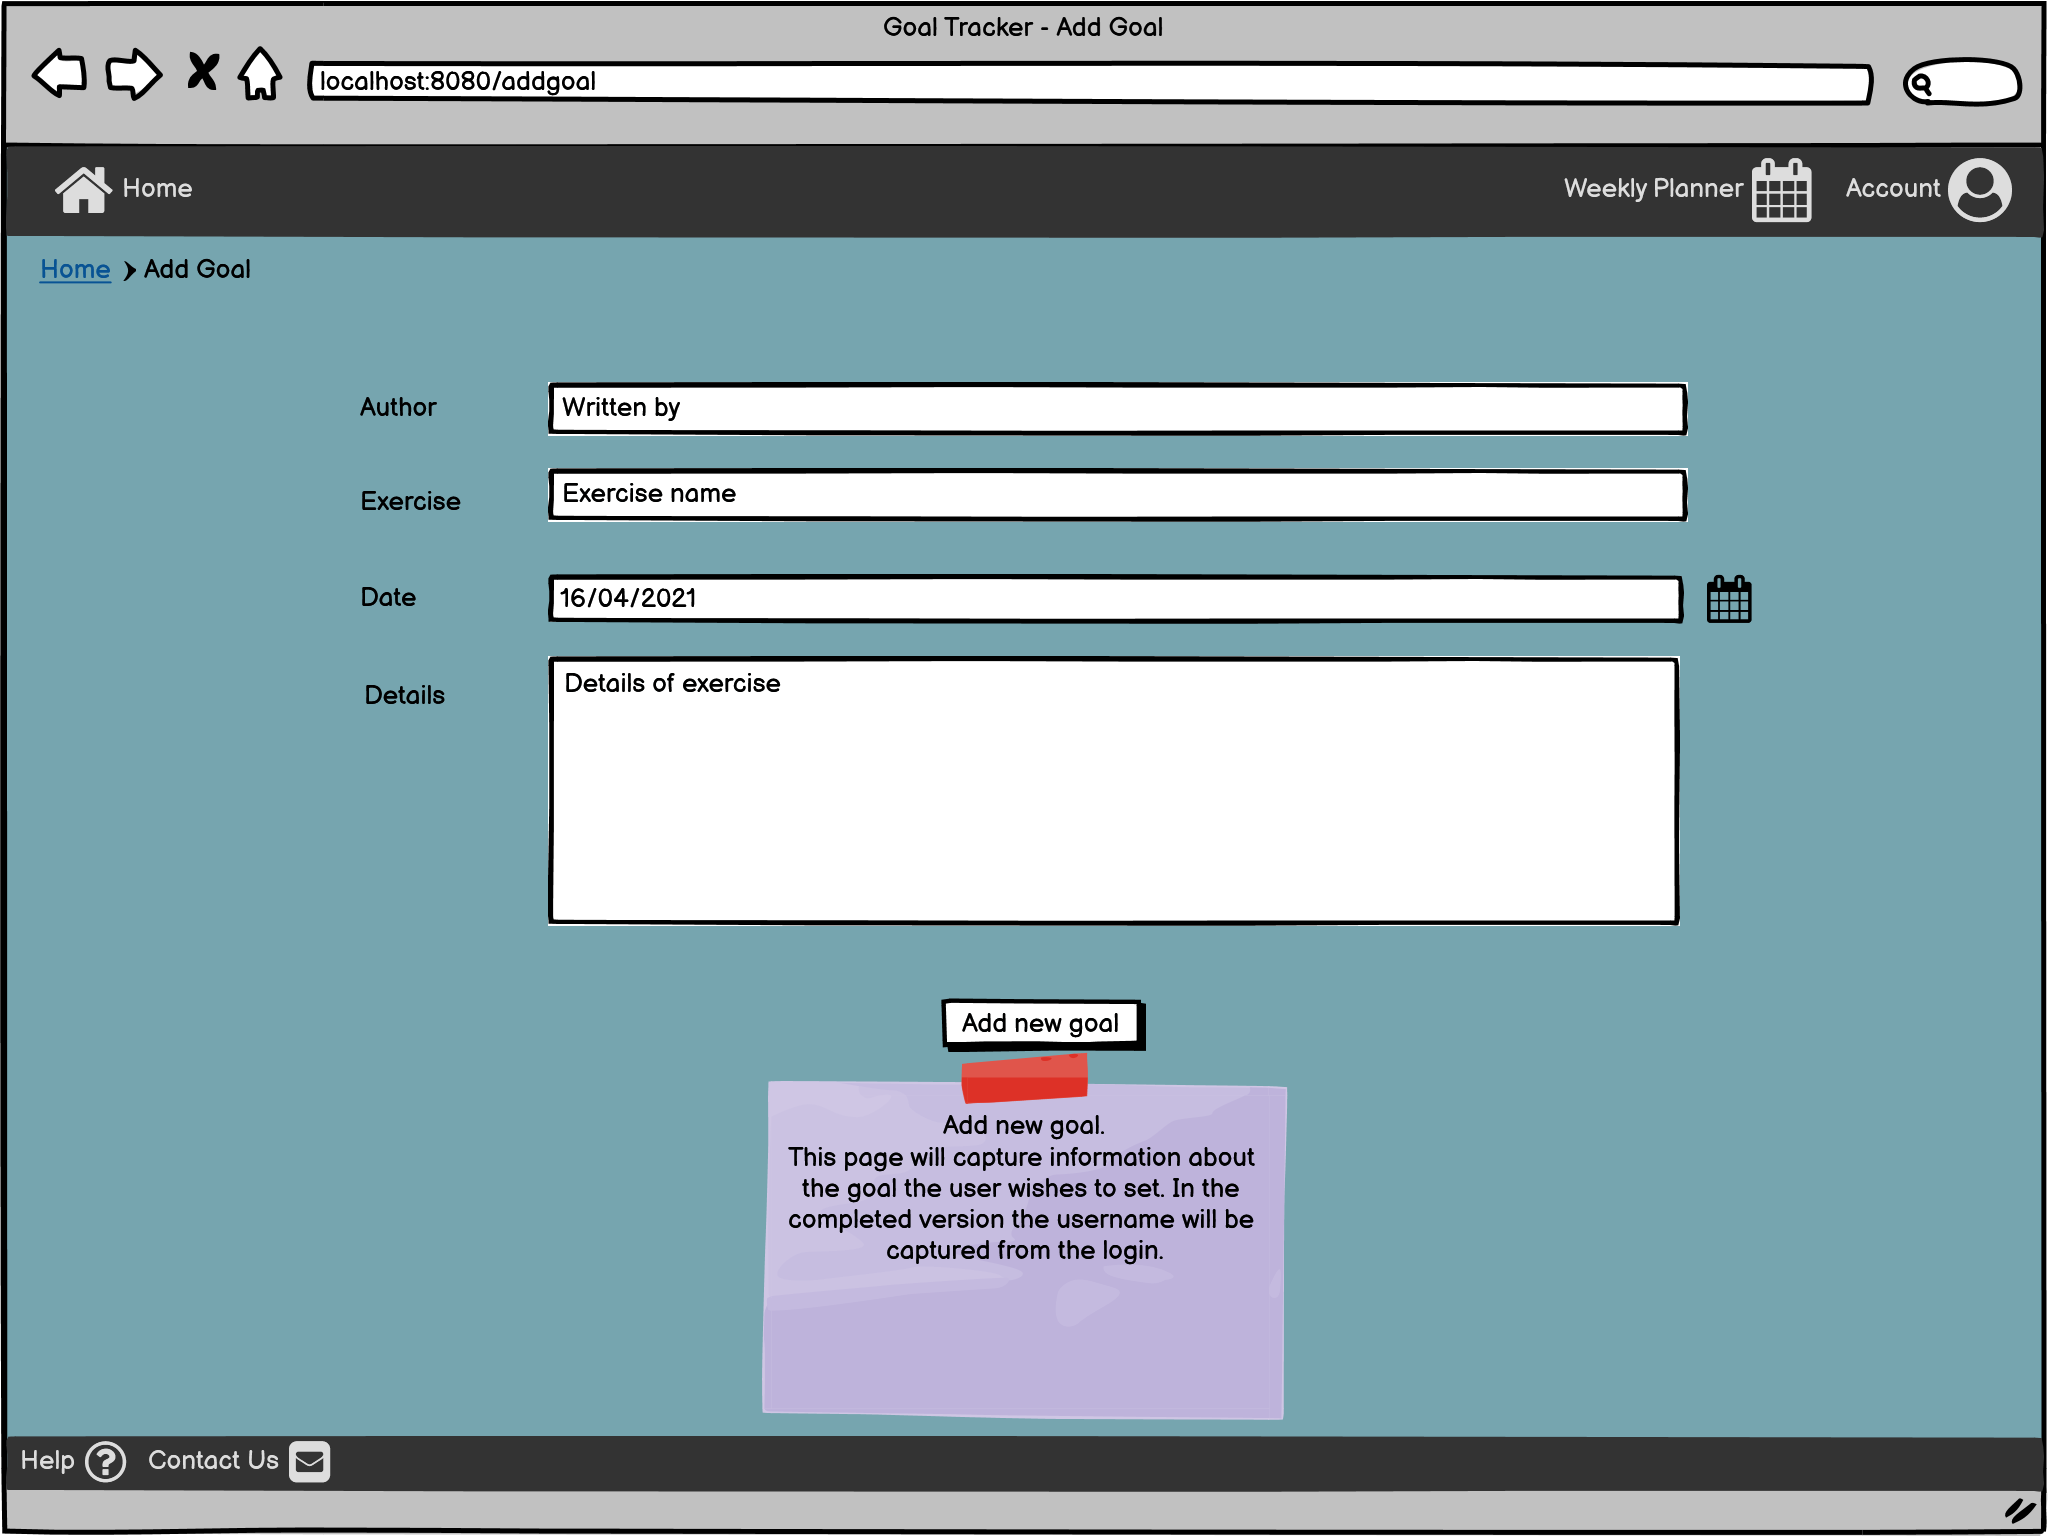 Goal Tracker - Add Goal
localhost:8080/addgoal
Home
Weekly Planner
Account
Home
Add Goal
Author
Written by
Exercise
Exercise name
Date
16/04/2021
Details
Details of exercise
Add new goal
Add new goal.
This page will capture information about
the goal the user wishes to set. In the
completed version the username will be
captured from the login.
Help ?
Contact Us